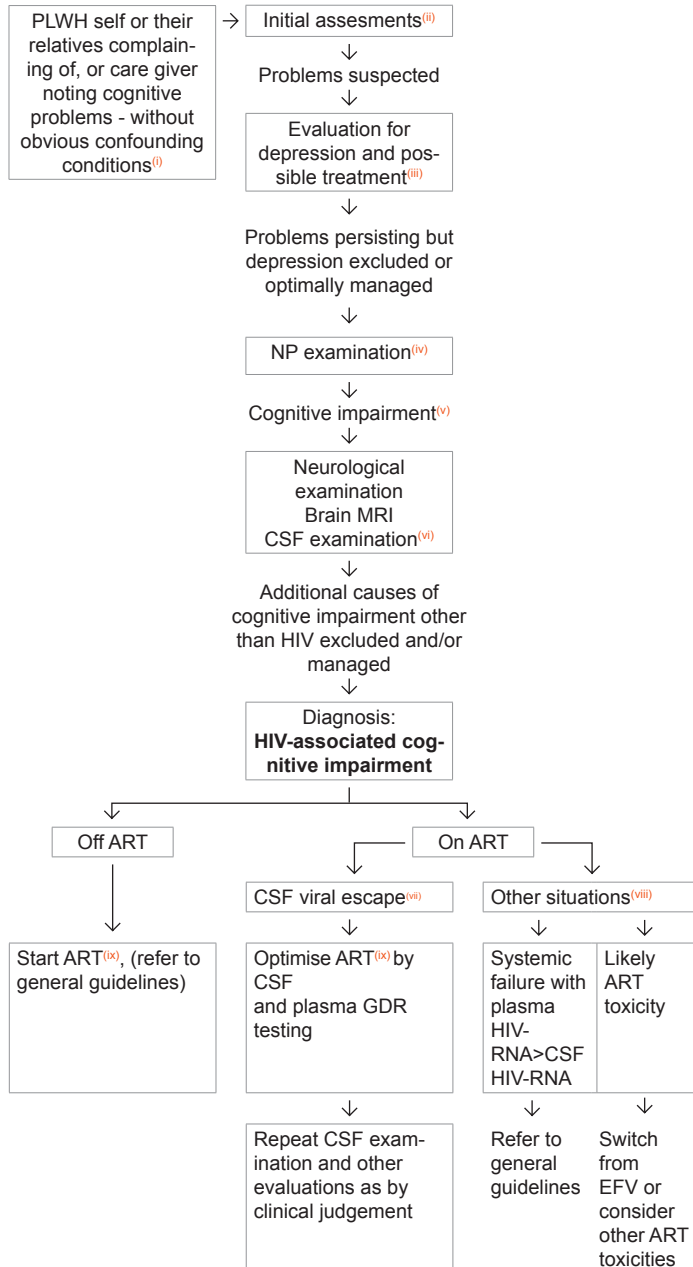 PLWH self or their
relatives complain-
ing of, or care giver
noting cognitive
problems - without
obvious confounding
conditions(i)
Initial assesments(ii)
Problems suspected
Evaluation for
depression and pos-
sible treatment(iii)
Problems persisting but
depression excluded or
optimally managed
NP examination(iv)
Cognitive impairment(v)
Neurological
examination
Brain MRI
CSF examination(vi)
Additional causes of
cognitive impairment other
than HIV excluded and/or
managed
Diagnosis:
HIV-associated cog-
nitive impairment
Off ART
On ART
CSF viral escape(vii)
Other situations(viii)
Start ART(ix), (refer to
general guidelines)
Optimise ART(ix) by
CSF
and plasma GDR
testing
Systemic
failure with
plasma
HIV-
RNA>CSF
HIV-RNA
Likely
ART
toxicity
Repeat CSF exam-
ination and other
evaluations as by
clinical judgement
Refer to
general
guidelines
Switch
from
EFV or
consider
other ART
toxicities